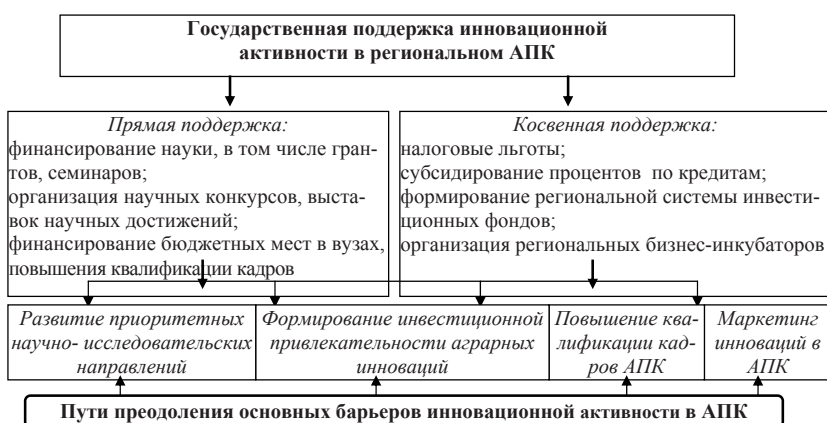 Государственная поддержка инновационной
активности в региональном АПК
Прямая поддержка:
финансирование науки, в том числе гран-
тов, семинаров;
организация научных конкурсов, выста-
вок научных достижений;
финансирование бюджетных мест в вузах,
повышения квалификации кадров
Косвенная поддержка:
налоговые льготы;
субсидирование процентов по кредитам;
формирование региональной системы инвести-
ционных фондов;
организация региональных бизнес-инкубаторов
Развитие приоритетных
научно- исследовательских
направлений
Формирование инвестиционной
привлекательности аграрных
инноваций
Повышение ква-
лификации кад-
ров АПК
Маркетинг
инноваций в
АПК
Пути преодоления основных барьеров инновационной активности в АПК